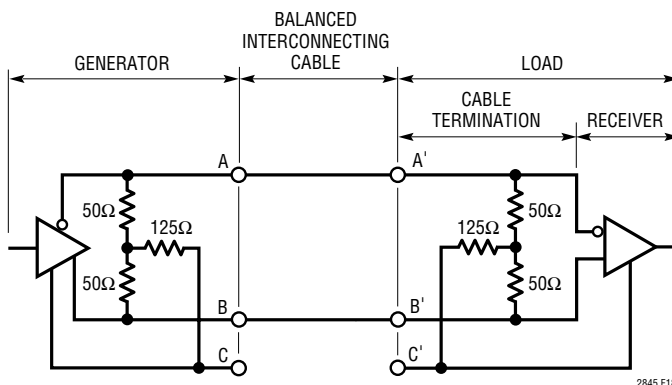 BALANCED
INTERCONNECTING
CABLE
GENERATOR
LOAD
CABLE
TERMINATION
RECEIVER
A
A'
50Ω
125Ω
50Ω
50Ω
125Ω
50Ω
B
B'
C
C'